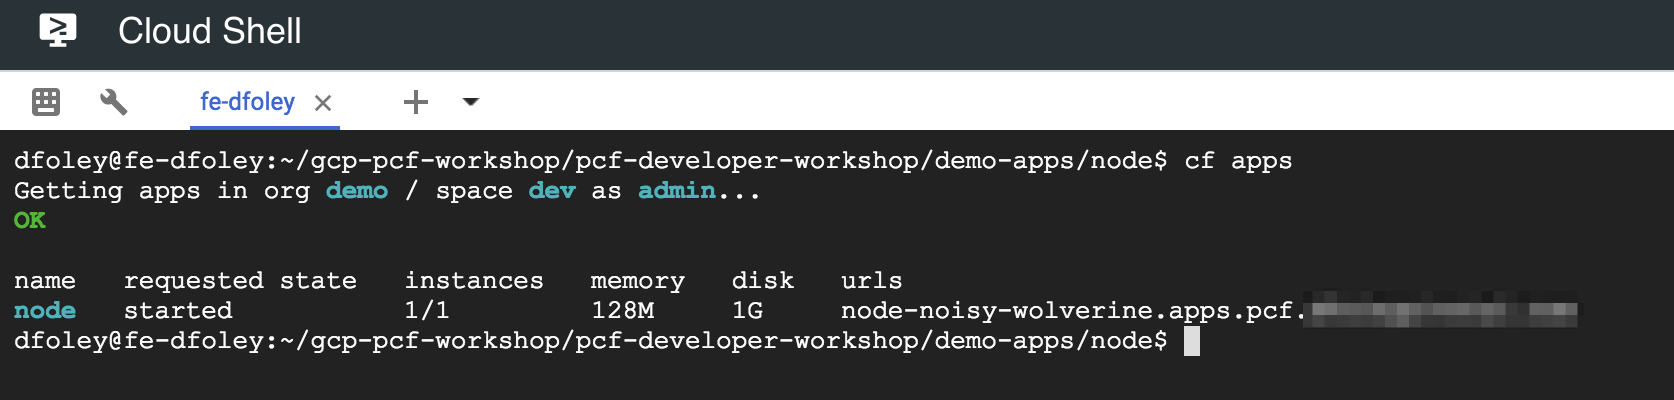 Cloud Shell
fe-dfoley
dfoley@fe-dfoley:~/gcp-pcf-workshop/pcf-developer-workshop/demo-apps/node$ cf apps
Getting apps in org demo / space dev as admin...
OK
name requested state instances memory disk urls
node started 1/1 128M 1G node-noisy-wolverine.apps.pcf.
dfoley@fe-dfoley:~/gcp-pcf-workshop/pcf-developer-workshop/demo-apps/node$